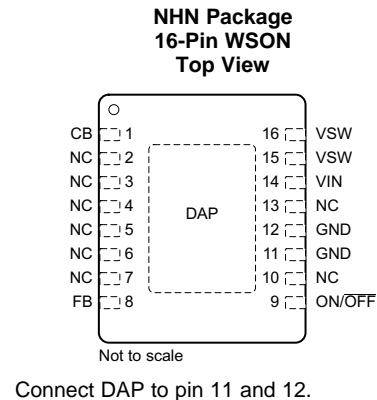 NHN Package
16-Pin WSON
Top View
CB 1 16 VSW
NC 2 15 VSW
NC 3 14 VIN
NC 4 13 NC
DAP
NC 5 12 GND
NC 6 11 GND
NC 7 10 NC
FB 8 9 ON/OFF
Not to scale
Connect DAP to pin 11 and 12.